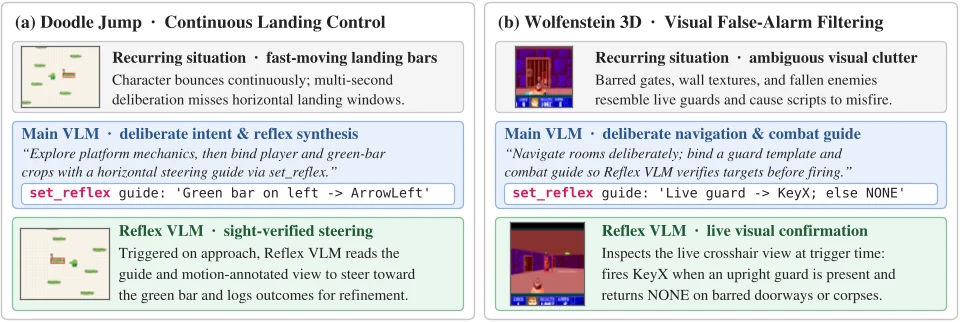 (a) Doodle Jump · Continuous Landing Control
Recurring situation · fast-moving landing bars
Character bounces continuously; multi-second
deliberation misses horizontal landing windows.
Main VLM · deliberate intent & reflex synthesis
“Explore platform mechanics, then bind player and green-bar
crops with a horizontal steering guide via set_reflex.”
set_reflex guide: 'Green bar on left -> ArrowLeft'
Reflex VLM · sight-verified steering
Triggered on approach, Reflex VLM reads the
guide and motion-annotated view to steer toward
the green bar and logs outcomes for refinement.
(b) Wolfenstein 3D · Visual False-Alarm Filtering
Recurring situation · ambiguous visual clutter
Barred gates, wall textures, and fallen enemies
resemble live guards and cause scripts to misfire.
Main VLM · deliberate navigation & combat guide
“Navigate rooms deliberately; bind a guard template and
combat guide so Reflex VLM verifies targets before firing.”
set_reflex guide: 'Live guard -> KeyX; else NONE'
Reflex VLM · live visual confirmation
Inspects the live crosshair view at trigger time:
fires KeyX when an upright guard is present and
returns NONE on barred doorways or corpses.